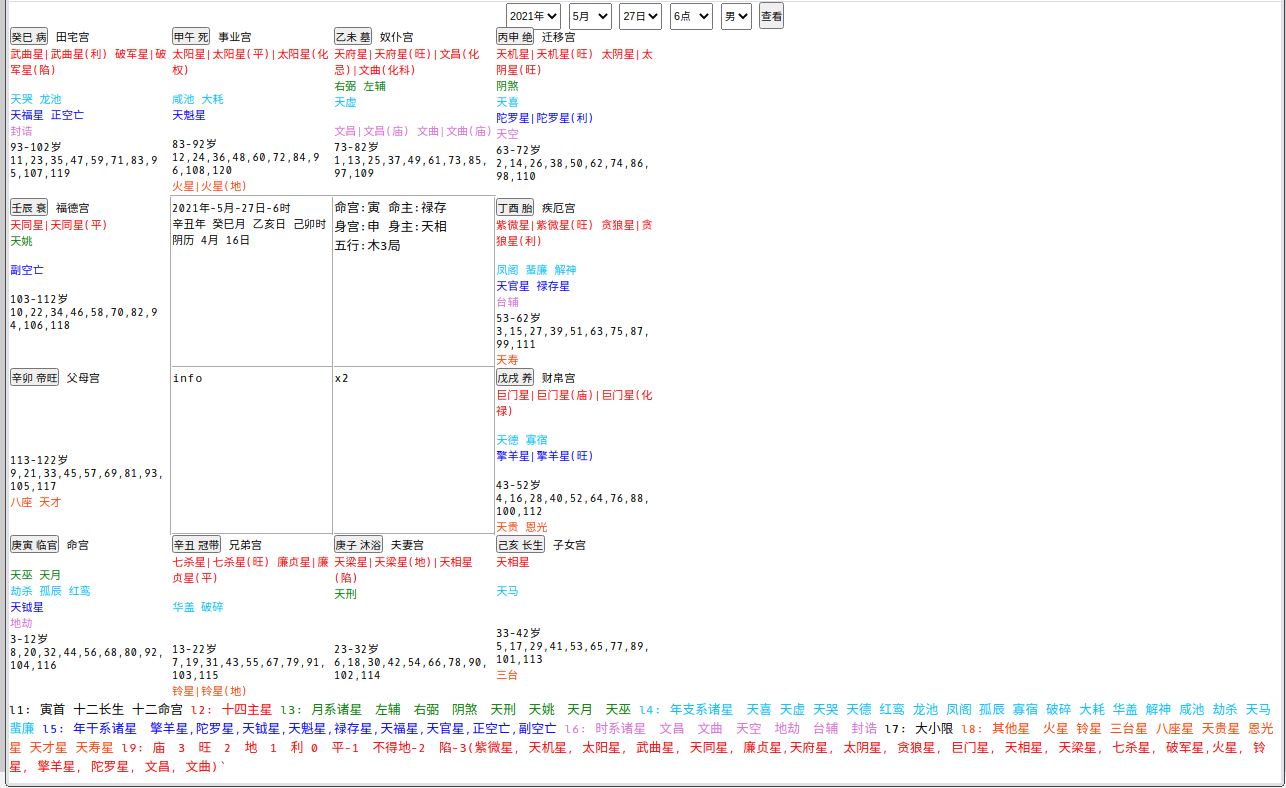 2021年 5月 27日 6点 男 查看
癸巳 病 田宅宫
武曲星|武曲星(利) 破军星|破
军星(陷)
天哭 龙池
天福星 正空亡
封诰
93-102岁
11,23,35,47,59,71,83,9
5,107,119
甲午 死 事业宫
太阳星|太阳星(平)|太阳星(化
权)
咸池 大耗
天魁星
83-92岁
12,24,36,48,60,72,84,9
6,108,120
火星|火星(地)
乙未 墓 奴仆宫
天府星|天府星(旺)|文昌(化
忌)|文曲(化科)
右弼 左辅
天虚
文昌|文昌(庙) 文曲|文曲(庙)
73-82岁
1,13,25,37,49,61,73,85,
97,109
丙申 绝 迁移宫
天机星|天机星(旺) 太阴星|太
阴星(旺)
阴煞
天喜
陀罗星|陀罗星(利)
天空
63-72岁
2,14,26,38,50,62,74,86,
98,110
壬辰 衰 福德宫
天同星|天同星(平)
天姚
副空亡
103-112岁
10,22,34,46,58,70,82,9
4,106,118
2021年-5月-27日-6时
辛丑年 癸巳月 乙亥日 己卯时
阴历 4月 16日
命宫:寅 命主:禄存
身宫:申 身主:天相
五行:木3局
丁酉 胎 疾厄宫
紫微星|紫微星(旺) 贪狼星|贪
狼星(利)
凤阁 蜚廉 解神
天官星 禄存星
台辅
53-62岁
3,15,27,39,51,63,75,87,
99,111
天寿
辛卯 帝旺 父母宫
113-122岁
9,21,33,45,57,69,81,93,
105,117
八座 天才
info
x2
戊戌 养 财帛宫
巨门星|巨门星(庙)|巨门星(化
禄)
天德 寡宿
擎羊星|擎羊星(旺)
43-52岁
4,16,28,40,52,64,76,88,
100,112
天贵 恩光
庚寅 临官 命宫
天巫 天月
劫杀 孤辰 红鸾
天钺星
地劫
3-12岁
8,20,32,44,56,68,80,92,
104,116
辛丑 冠带 兄弟宫
七杀星|七杀星(旺) 廉贞星|廉
贞星(平)
华盖 破碎
13-22岁
7,19,31,43,55,67,79,91,
103,115
铃星|铃星(地)
庚子 沐浴 夫妻宫
天梁星|天梁星(地)|天相星
(陷)
天刑
23-32岁
6,18,30,42,54,66,78,90,
102,114
己亥 长生 子女宫
天相星
天马
33-42岁
5,17,29,41,53,65,77,89,
101,113
三台
l1: 寅首 十二长生 十二命宫 l2: 十四主星 l3: 月系诸星 左辅 右弼 阴煞 天刑 天姚 天月 天巫 l4: 年支系诸星 天喜 天虚 天哭 天德 红鸾 龙池 凤阁 孤辰 寡宿 破碎 大耗 华盖 解神 咸池 劫杀 天马
蜚廉 l5: 年干系诸星 擎羊星,陀罗星,天钺星,天魁星,禄存星,天福星,天官星,正空亡,副空亡 l6: 时系诸星 文昌 文曲 天空 地劫 台辅 封诰 l7: 大小限 l8: 其他星 火星 铃星 三台星 八座星 天贵星 恩光
星 天才星 天寿星 l9: 庙 3 旺 2 地 1 利 0 平-1 不得地-2 陷-3(紫微星, 天机星, 太阳星, 武曲星, 天同星, 廉贞星,天府星, 太阴星, 贪狼星, 巨门星, 天相星, 天梁星, 七杀星, 破军星,火星, 铃
星, 擎羊星, 陀罗星, 文昌, 文曲)`